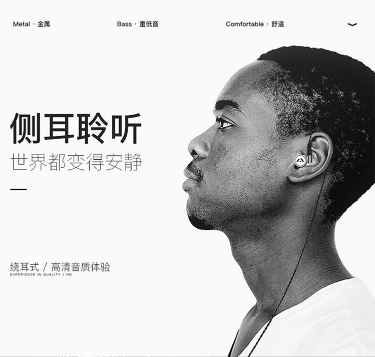 Metal · 金属
Bass · 重低音
Comfortable · 舒适
侧耳聆听
世界都变得安静
绕耳式 / 高清音质体验
EXPERIENCE IN QUALITY / HD